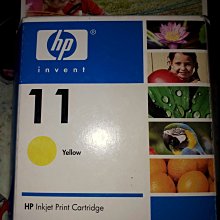 hp
invent
11
Yellow
HP Inkjet Print Cartridge